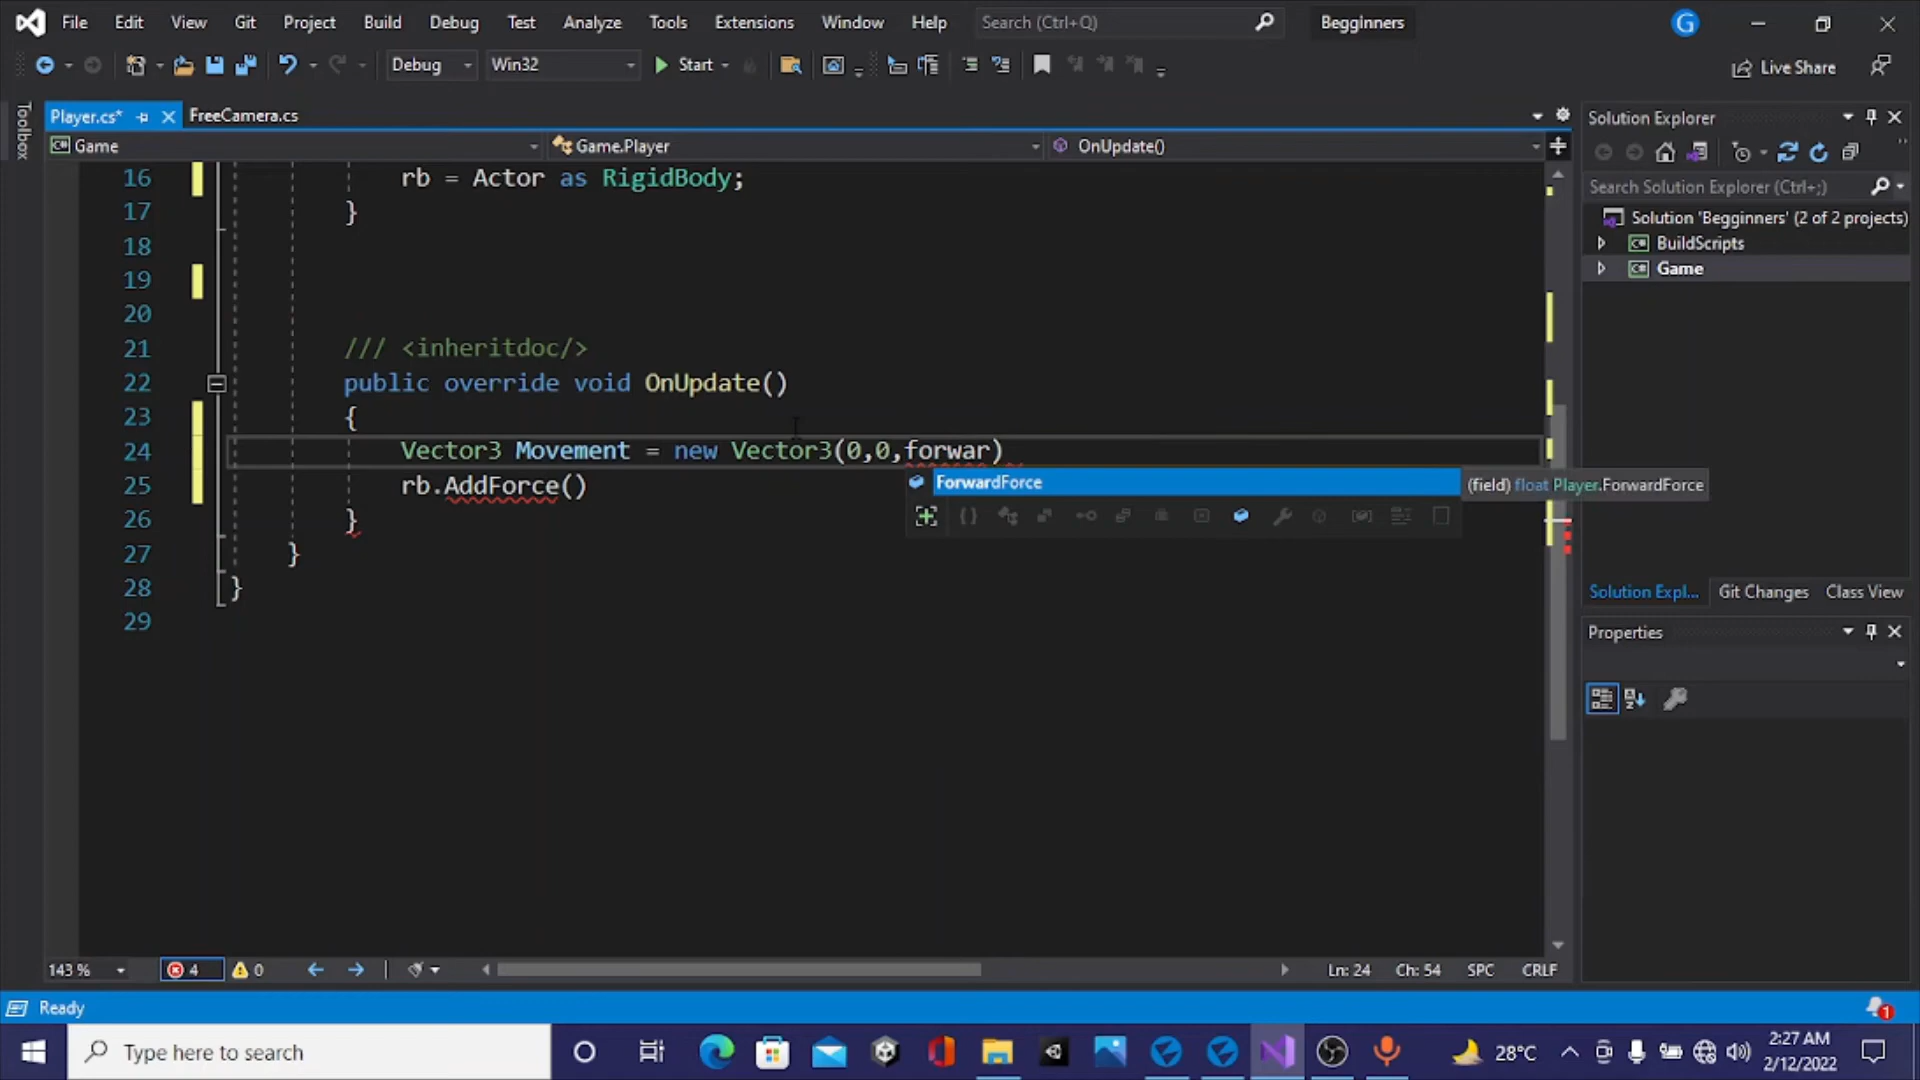 File Edit View Git Project Build Debug Test Analyze Tools Extensions Window Help Search (Ctrl+Q) Begginners G
Debug Win32 Start Live Share
Toolbox
Player.cs* FreeCamera.cs
Game Game.Player OnUpdate()
16 rb = Actor as RigidBody;
17 }
18
19
20
21 /// <inheritdoc/>
22 public override void OnUpdate()
23 {
24 Vector3 Movement = new Vector3(0,0,forwar)
25 rb.AddForce()
26 }
27 }
28 }
29
ForwardForce
(field) float Player.ForwardForce
Solution Explorer
Search Solution Explorer (Ctrl+;)
Solution 'Begginners' (2 of 2 projects)
BuildScripts
Game
Solution Expl... Git Changes Class View
Properties
143 % 4 0 Ln: 24 Ch: 54 SPC CRLF
Ready 1
Type here to search 28°C 2:27 AM
2/12/2022